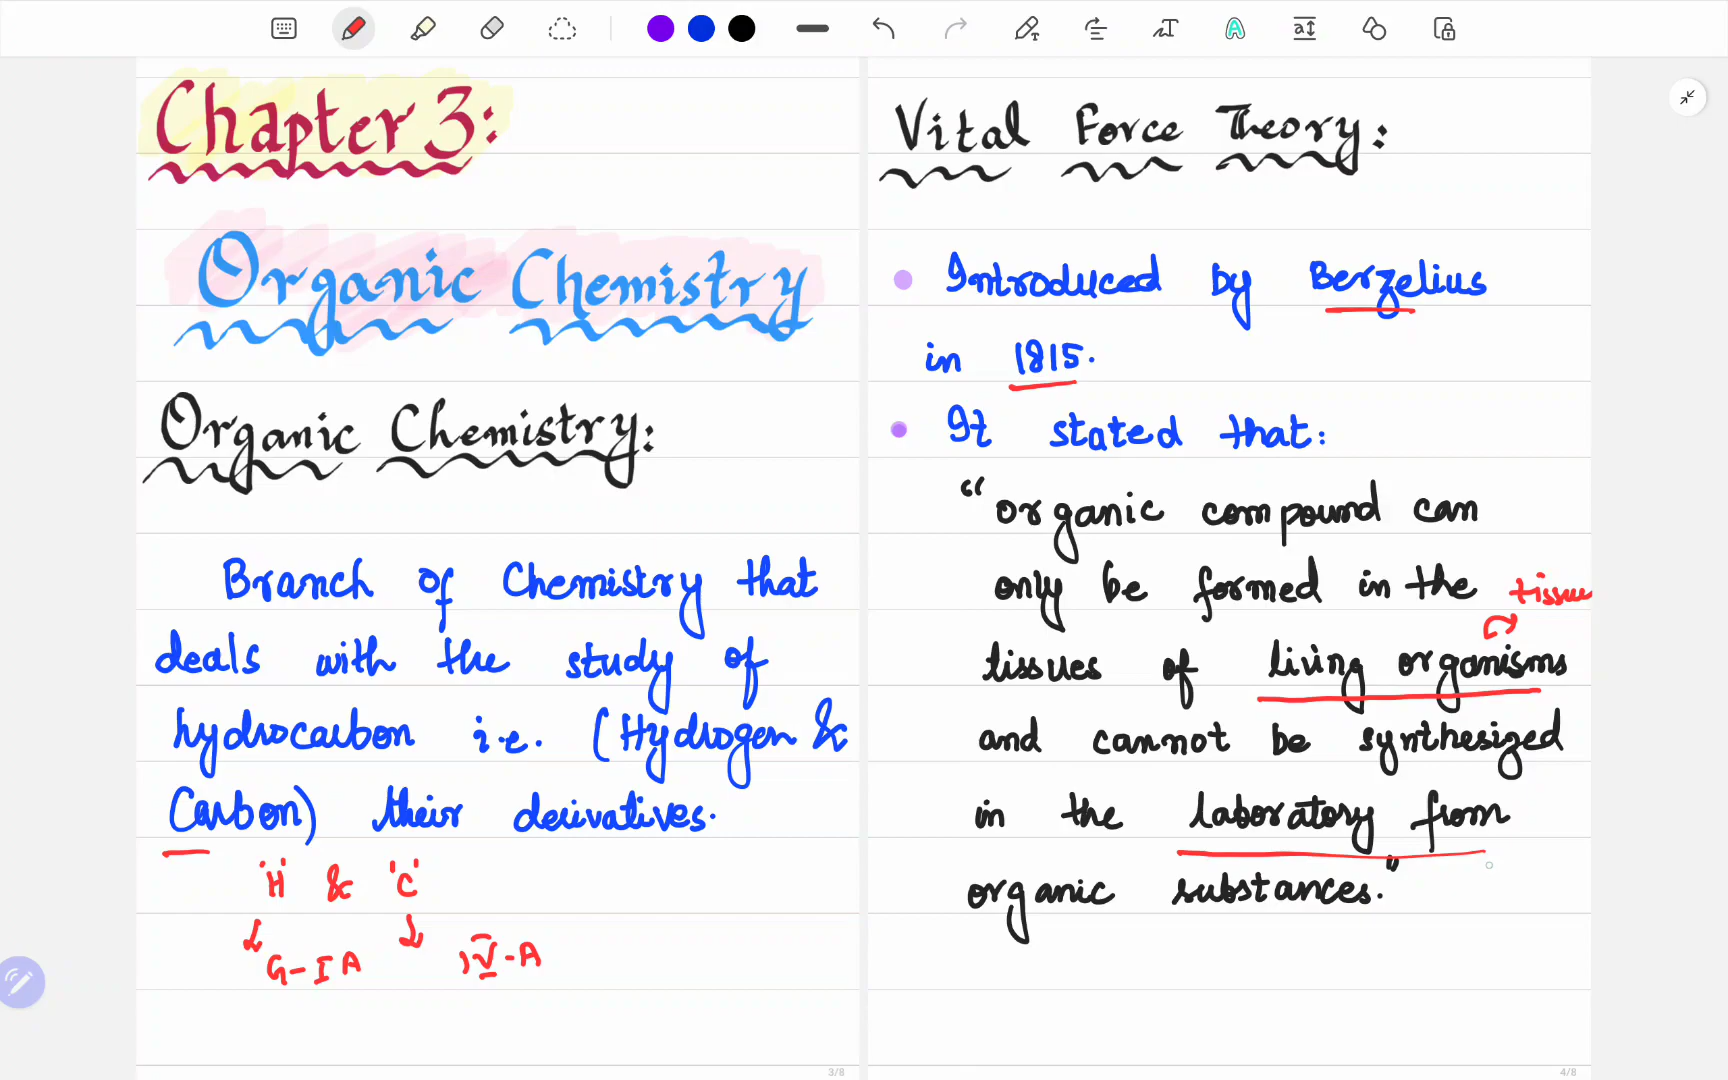 Chapter 3:
Organic Chemistry
Organic Chemistry:
Branch of Chemistry that
deals with the study of
hydrocarbon i.e. (Hydrogen &
Carbon) their derivatives.
'H' & 'C'
G-IA IV-A
3/8
Vital Force Theory:
Introduced by Berzelius
in 1815.
It stated that:
"organic compound can
only be formed in the tissue
tissues of living organisms
and cannot be synthesized
in the laboratory from
organic substances."
4/8